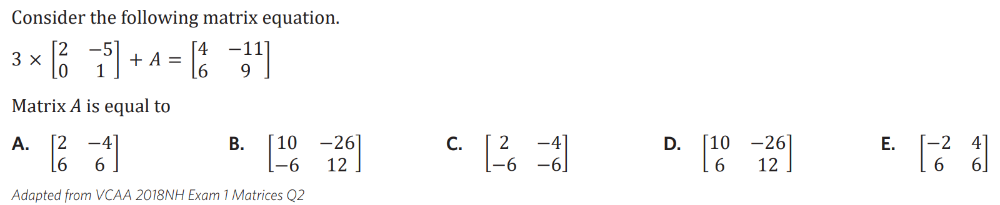 Consider the following matrix equation.
3 × [2 −5; 0 1] + A = [4 −11; 6 9]
Matrix A is equal to
A. [2 −4; 6 6] B. [10 −26; −6 12] C. [2 −4; −6 −6] D. [10 −26; 6 12] E. [−2 4; 6 6]
Adapted from VCAA 2018NH Exam 1 Matrices Q2